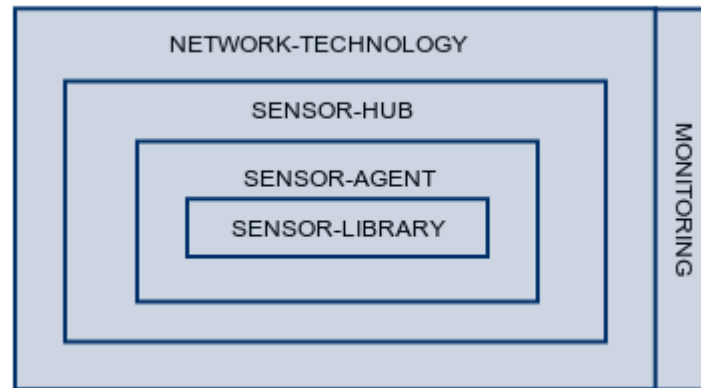 NETWORK-TECHNOLOGY
SENSOR-HUB
SENSOR-AGENT
SENSOR-LIBRARY
MONITORING